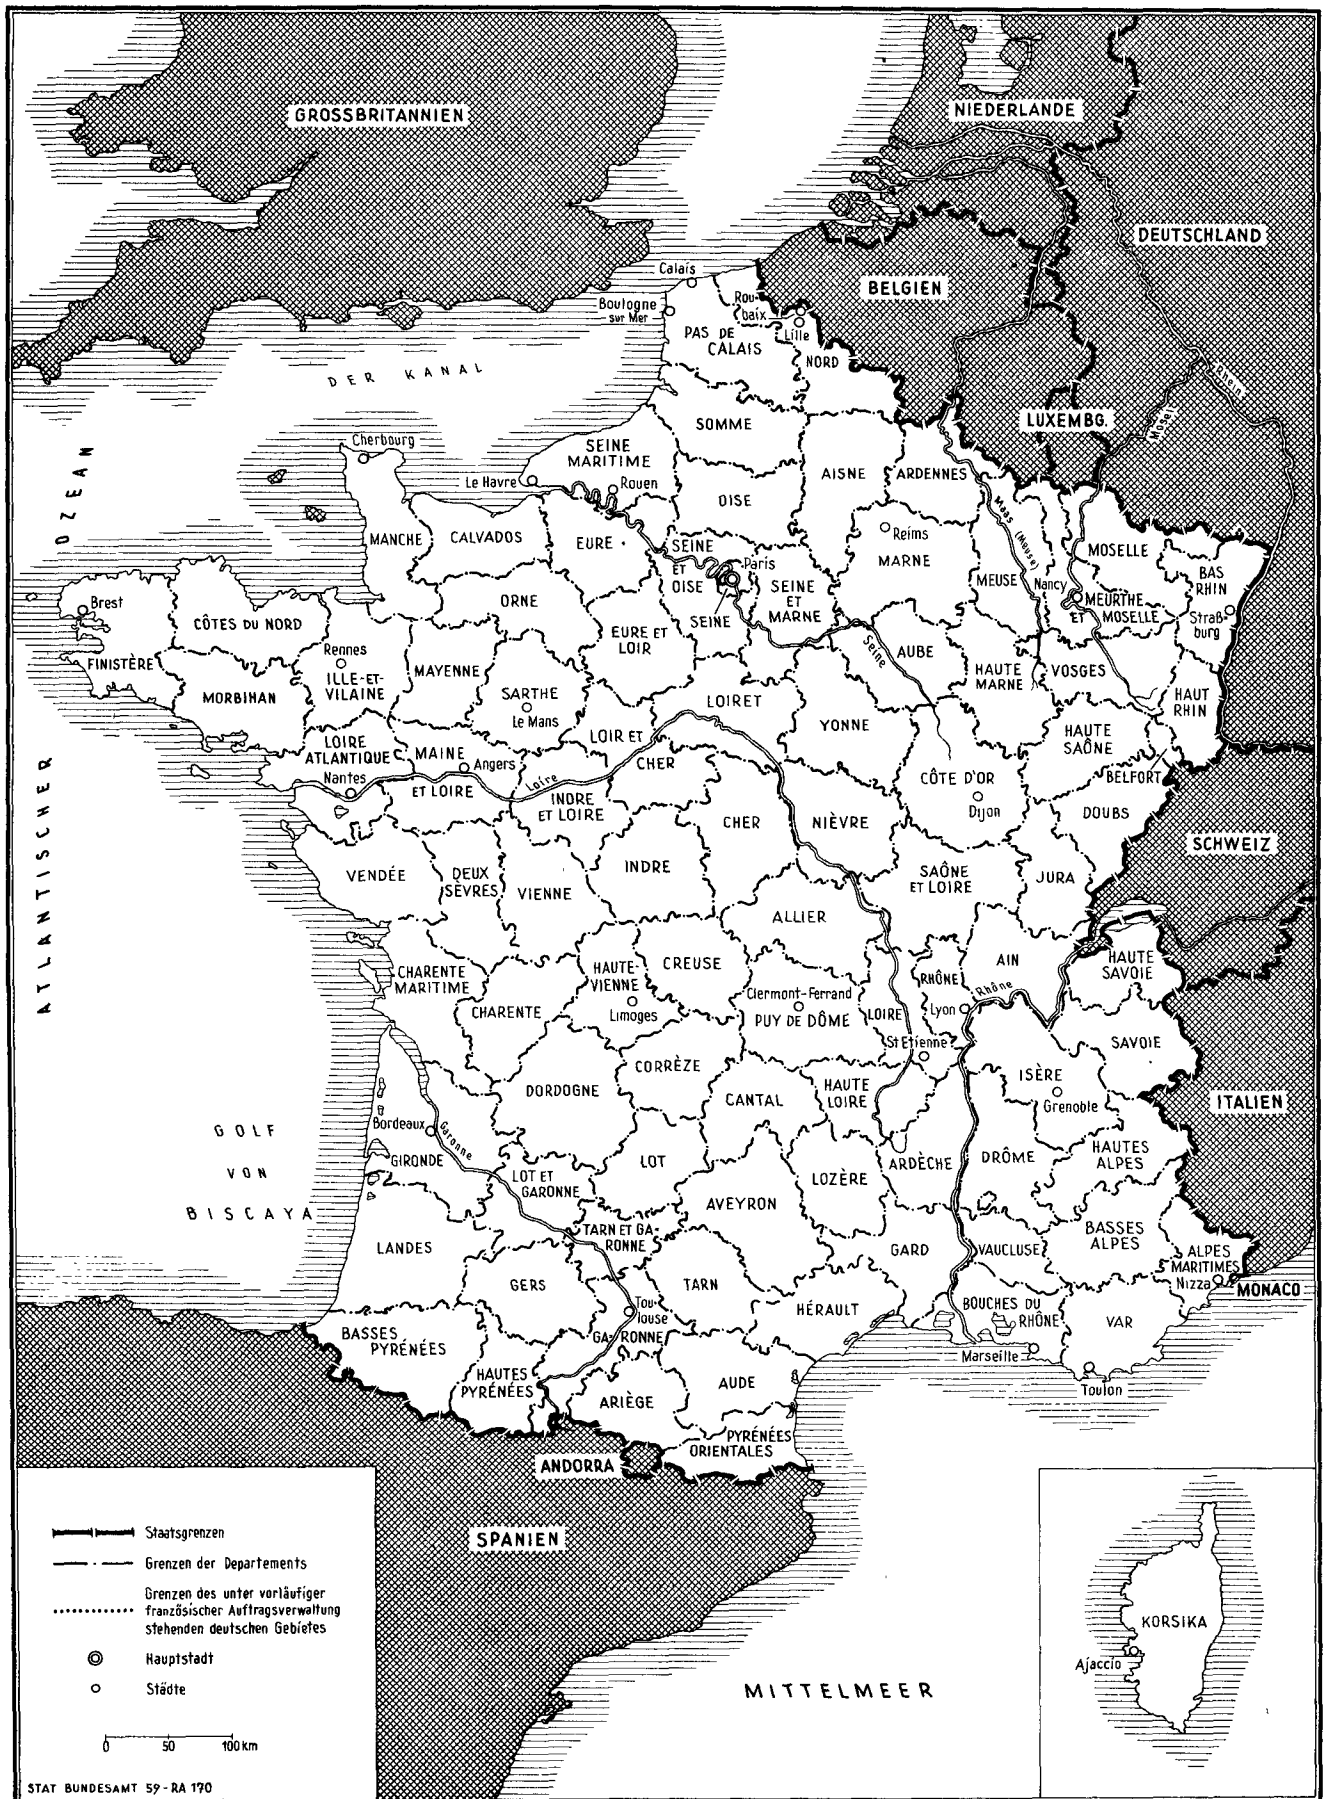 GROSSBRITANNIEN
NIEDERLANDE
DEUTSCHLAND
BELGIEN
LUXEMBG.
Rhein
Mosel
Calais
Boulogne
sur Mer
Rou-
baix
Lille
PAS DE
CALAIS
NORD
DER KANAL
SOMME
SEINE
MARITIME
AISNE
ARDENNES
Cherbourg
Le Havre
Rouen
OISE
Maas
(Meuse)
OZEAN
MANCHE
CALVADOS
EURE
SEINE
ET
OISE
Paris
SEINE
SEINE
ET
MARNE
Reims
MARNE
MEUSE
MOSELLE
Nancy
MEURTHE
ET MOSELLE
BAS
RHIN
Straß-
burg
Brest
FINISTÈRE
CÔTES DU NORD
MORBIHAN
Rennes
ILLE-ET-
VILAINE
MAYENNE
ORNE
EURE ET
LOIR
SARTHE
Le Mans
Seine
AUBE
HAUTE
MARNE
VOSGES
HAUT
RHIN
LOIRET
YONNE
LOIR ET
CHER
HAUTE
SAÔNE
BELFORT
LOIRE
ATLANTIQUE
Nantes
MAINE
ET LOIRE
Angers
Loire
INDRE
ET LOIRE
CÔTE D'OR
Dijon
DOUBS
CHER
NIÈVRE
SCHWEIZ
ATLANTISCHER
VENDÉE
DEUX
SÈVRES
VIENNE
INDRE
SAÔNE
ET LOIRE
JURA
ALLIER
CHARENTE
MARITIME
CHARENTE
HAUTE-
VIENNE
Limoges
CREUSE
Clermont-Ferrand
PUY DE DÔME
LOIRE
RHÔNE
Lyon
Rhône
AIN
HAUTE
SAVOIE
SAVOIE
St Etienne
DORDOGNE
CORRÈZE
CANTAL
HAUTE
LOIRE
ISÈRE
Grenoble
ITALIEN
GOLF
VON
BISCAYA
Bordeaux
Garonne
GIRONDE
LOT ET
GARONNE
LOT
AVEYRON
LOZÈRE
ARDÈCHE
DRÔME
HAUTES
ALPES
LANDES
GERS
TARN ET GA-
RONNE
TARN
GARD
VAUCLUSE
BASSES
ALPES
ALPES
MARITIMES
Nizza
MONACO
Tou-
louse
GA-RONNE
HÉRAULT
BOUCHES DU
RHÔNE
VAR
Marseille
Toulon
BASSES
PYRÉNÉES
HAUTES
PYRÉNÉES
ARIÈGE
AUDE
PYRÉNÉES
ORIENTALES
ANDORRA
SPANIEN
MITTELMEER
KORSIKA
Ajaccio
Staatsgrenzen
Grenzen der Departements
Grenzen des unter vorläufiger
französischer Auftragsverwaltung
stehenden deutschen Gebietes
Hauptstadt
Städte
0 50 100 km
STAT BUNDESAMT 59-RA 170